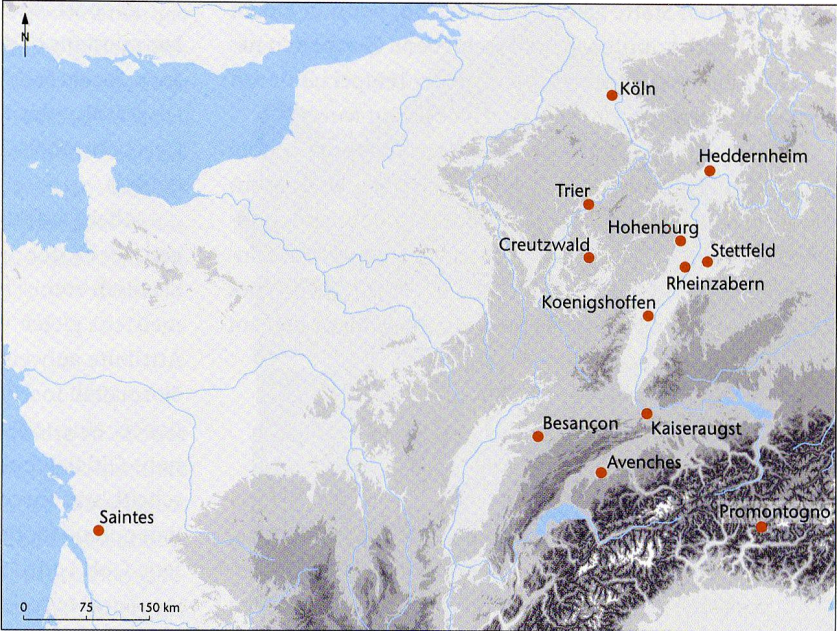 N
Köln
Heddernheim
Trier
Hohenburg
Creutzwald
Stettfeld
Rheinzabern
Koenigshoffen
Besançon
Kaiseraugst
Avenches
Promontogno
Saintes
0 75 150 km